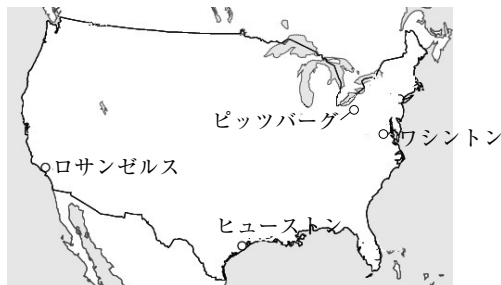 ピッツバーグ
ワシントン
ロサンゼルス
ヒューストン